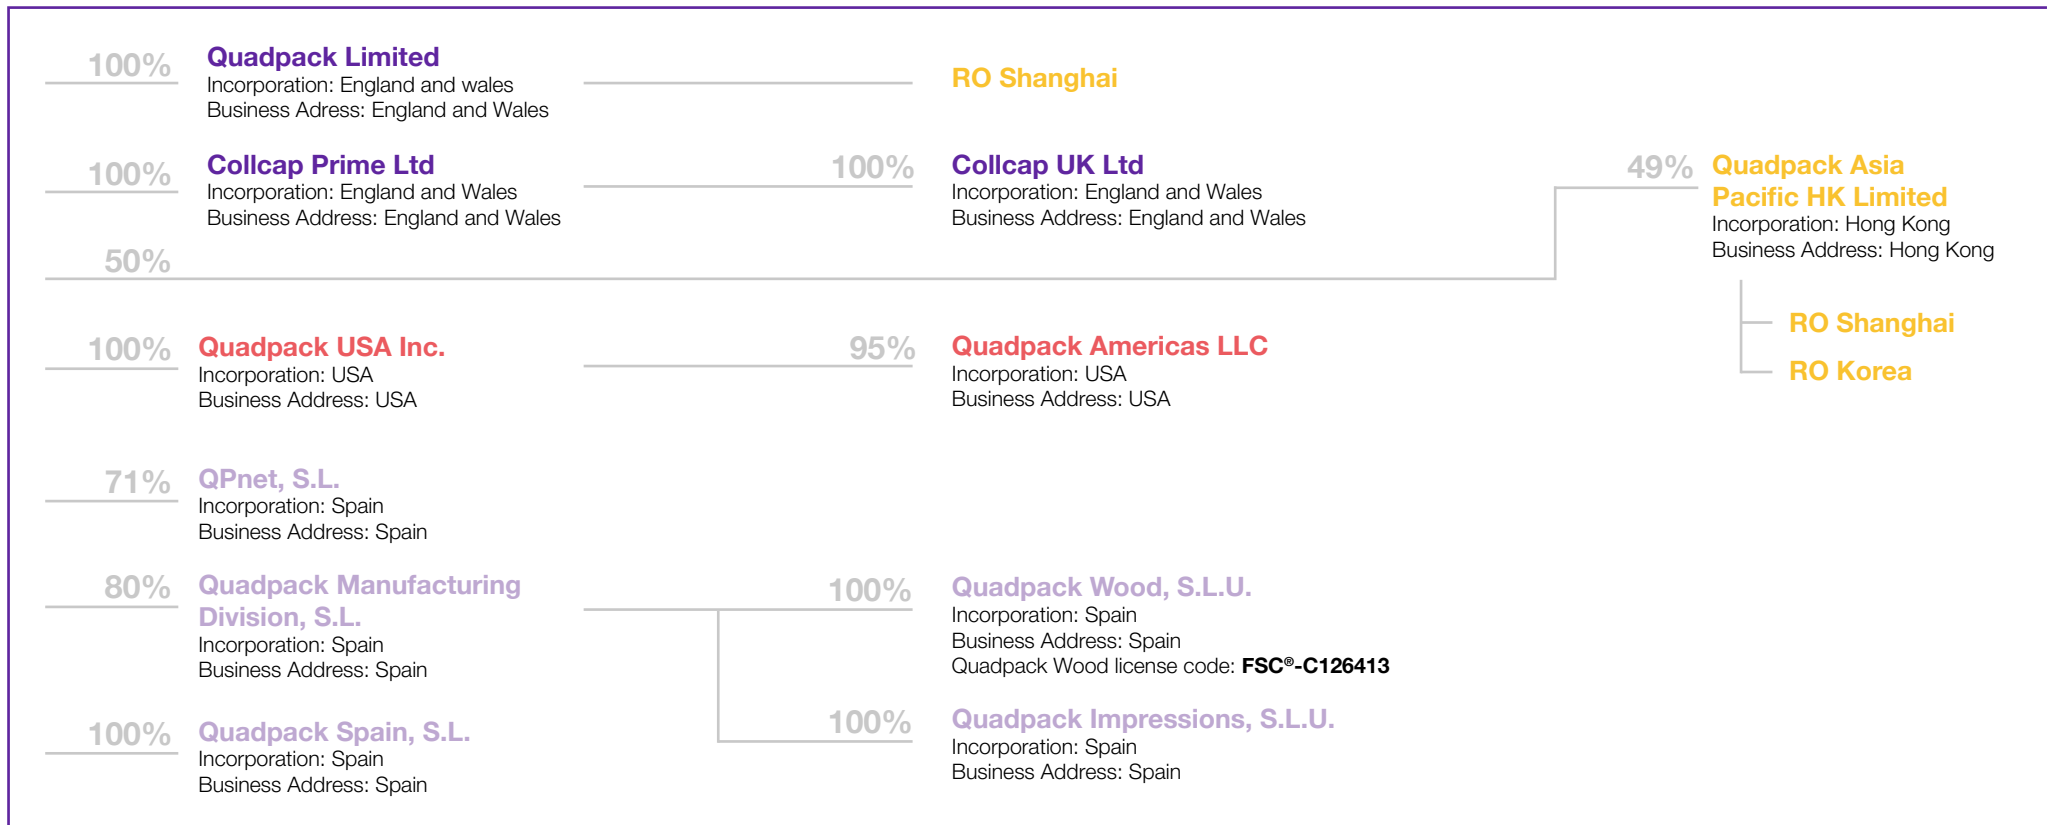 100%
Quadpack Limited
Incorporation: England and wales
Business Adress: England and Wales
RO Shanghai
100%
Collcap Prime Ltd
Incorporation: England and Wales
Business Address: England and Wales
100%
Collcap UK Ltd
Incorporation: England and Wales
Business Address: England and Wales
49%
Quadpack Asia
Pacific HK Limited
Incorporation: Hong Kong
Business Address: Hong Kong
RO Shanghai
RO Korea
50%
100%
Quadpack USA Inc.
Incorporation: USA
Business Address: USA
95%
Quadpack Americas LLC
Incorporation: USA
Business Address: USA
71%
QPnet, S.L.
Incorporation: Spain
Business Address: Spain
80%
Quadpack Manufacturing
Division, S.L.
Incorporation: Spain
Business Address: Spain
100%
Quadpack Wood, S.L.U.
Incorporation: Spain
Business Address: Spain
Quadpack Wood license code: FSC®-C126413
100%
Quadpack Spain, S.L.
Incorporation: Spain
Business Address: Spain
100%
Quadpack Impressions, S.L.U.
Incorporation: Spain
Business Address: Spain